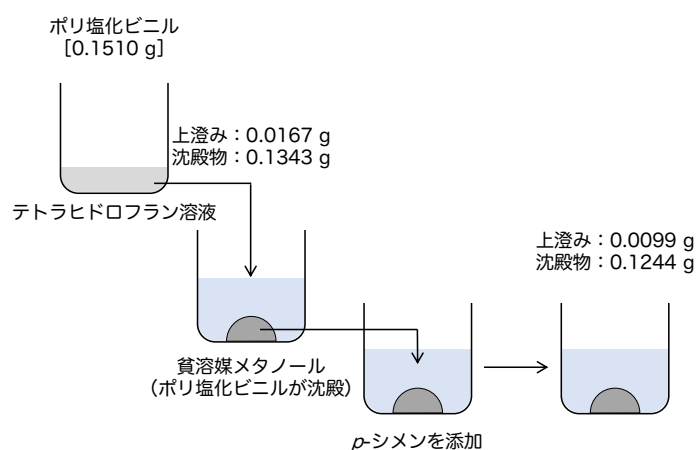 ポリ塩化ビニル
[0.1510 g]
上澄み：0.0167 g
沈殿物：0.1343 g
テトラヒドロフラン溶液
上澄み：0.0099 g
沈殿物：0.1244 g
貧溶媒メタノール
（ポリ塩化ビニルが沈殿）
p-シメンを添加